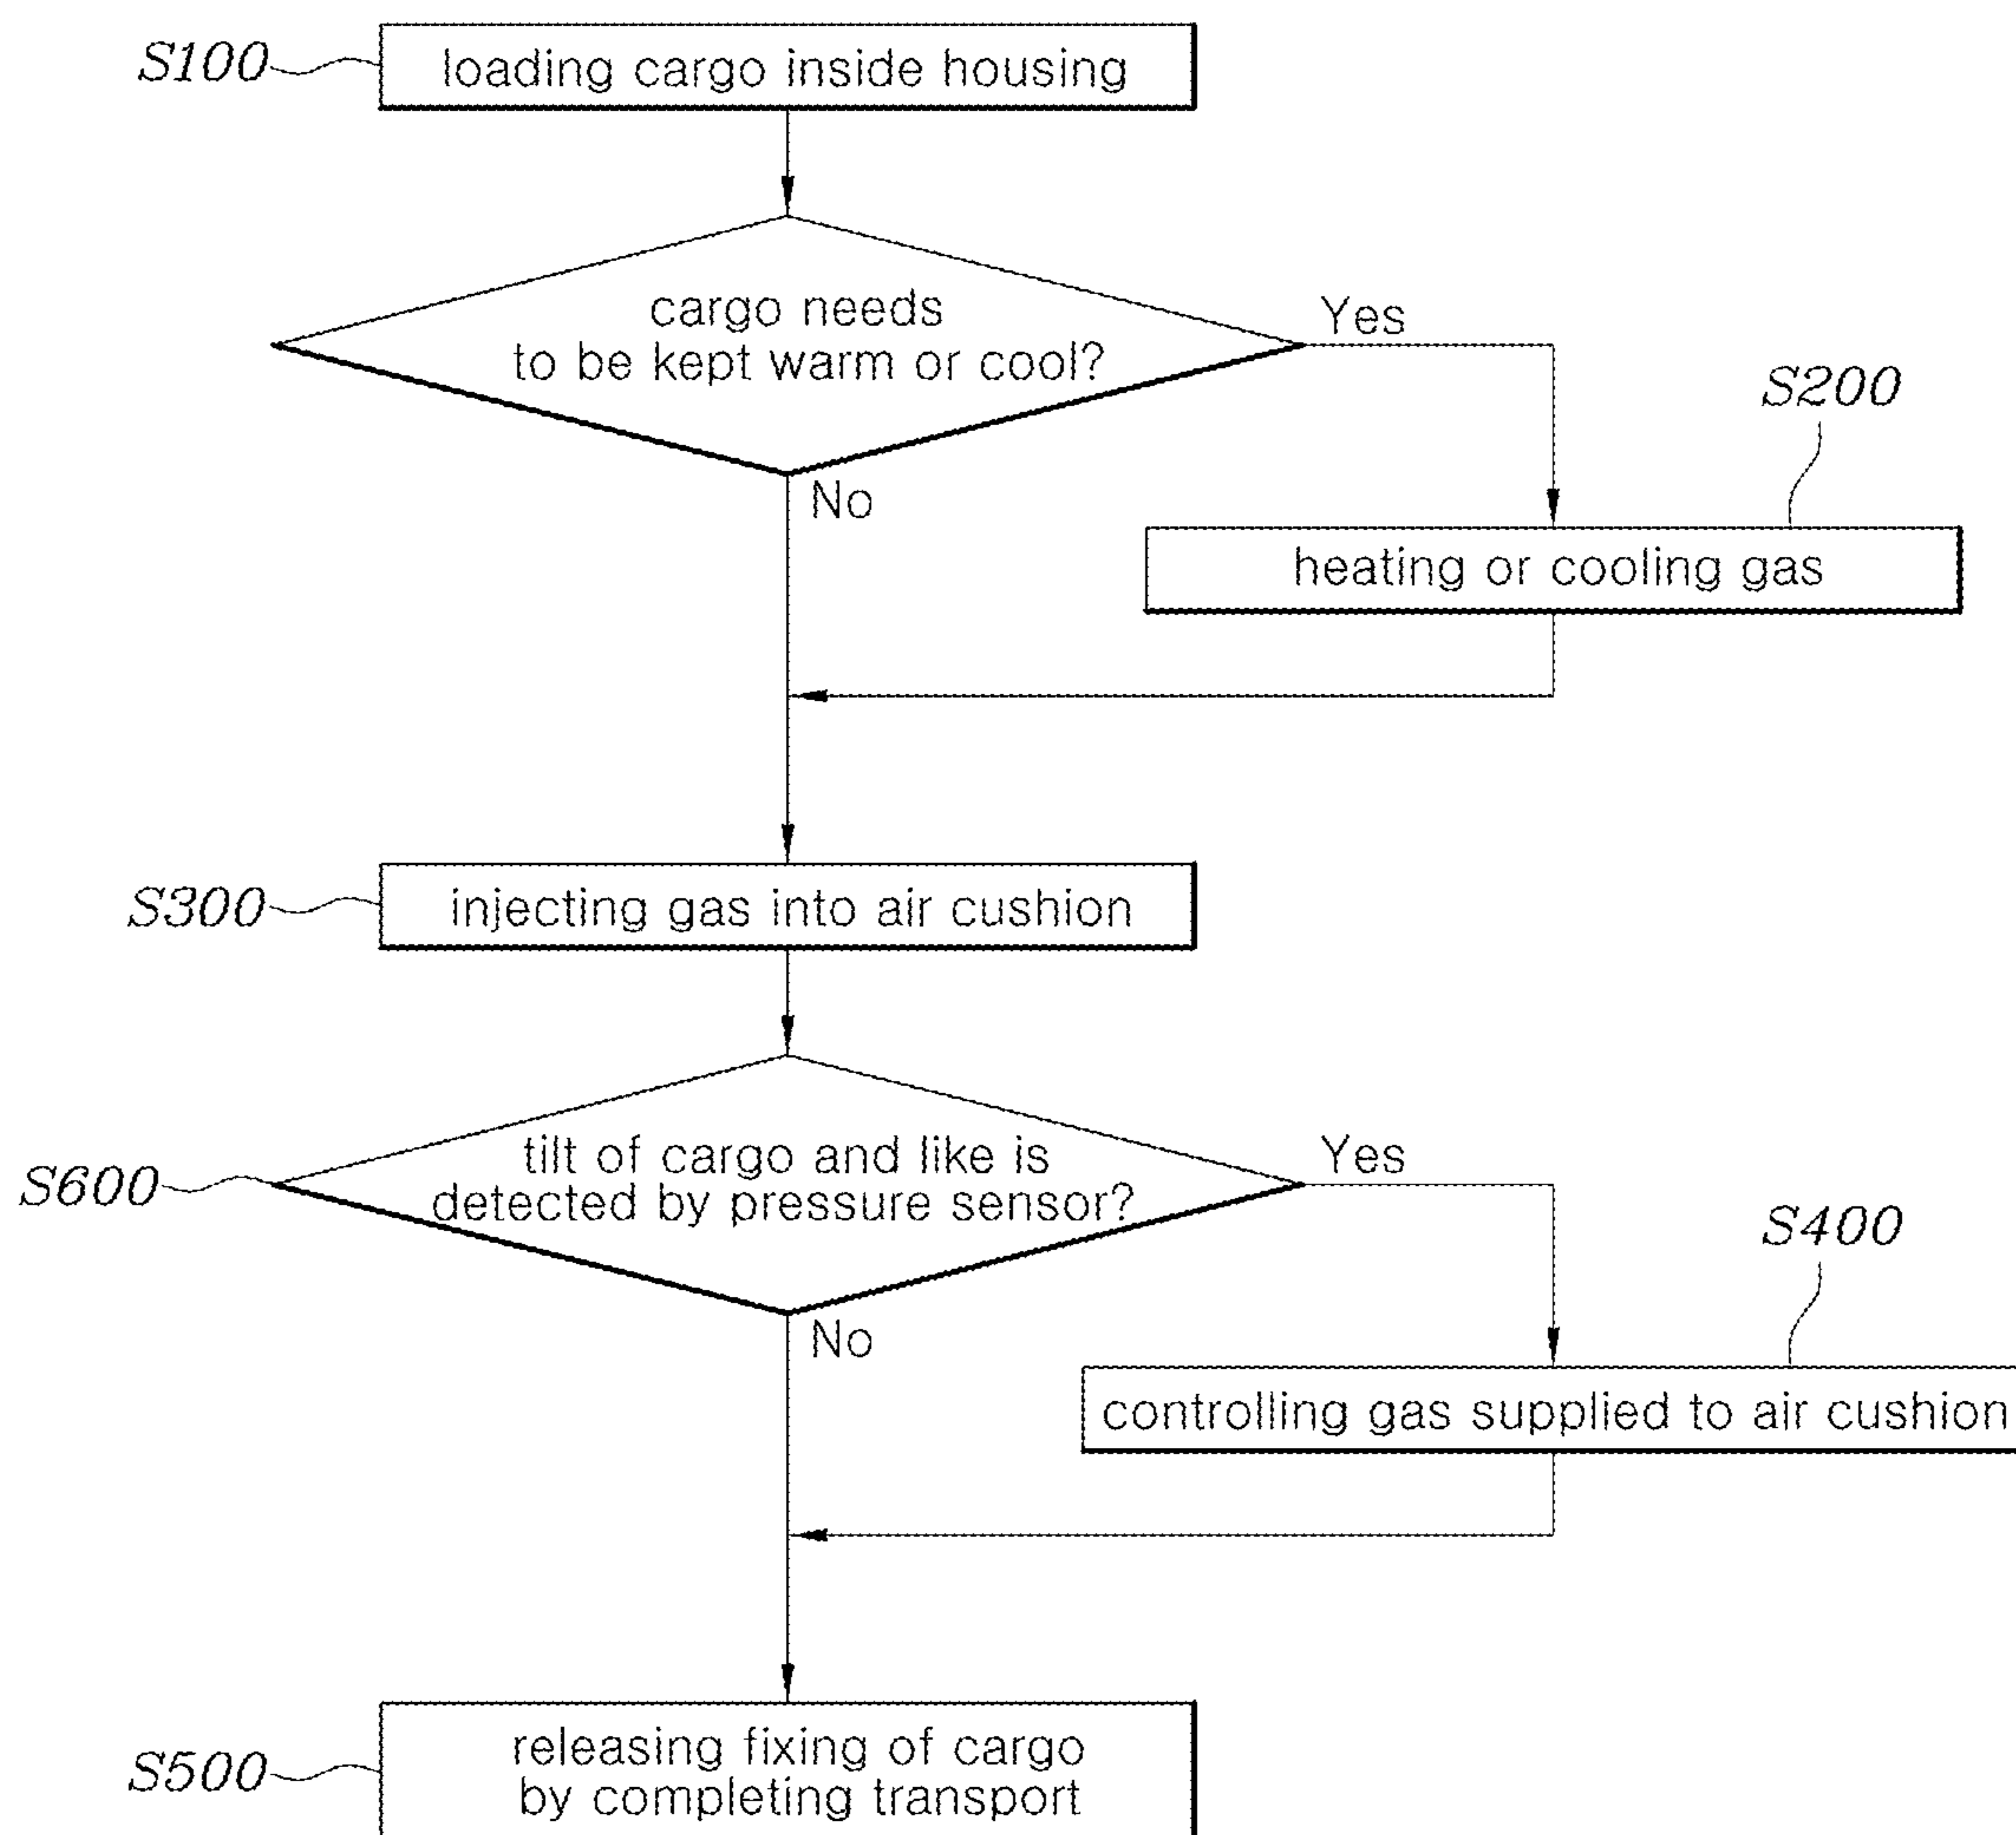 S100
loading cargo inside housing
cargo needs
to be kept warm or cool?
Yes
No
S200
heating or cooling gas
S300
injecting gas into air cushion
S600
tilt of cargo and like is
detected by pressure sensor?
Yes
No
S400
controlling gas supplied to air cushion
S500
releasing fixing of cargo
by completing transport